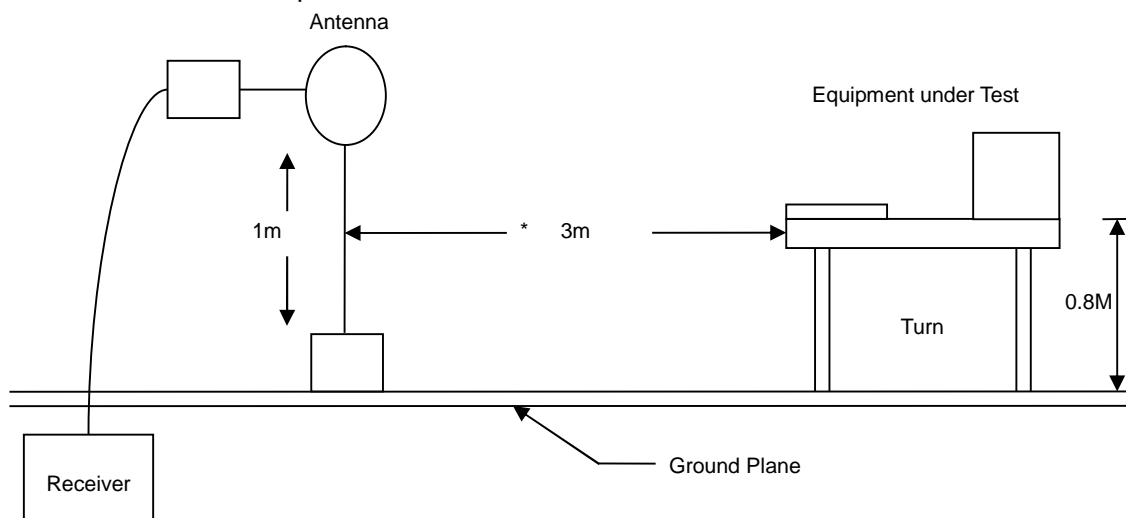 Antenna
Equipment under Test
1m
* 3m
0.8M
Turn
Ground Plane
Receiver